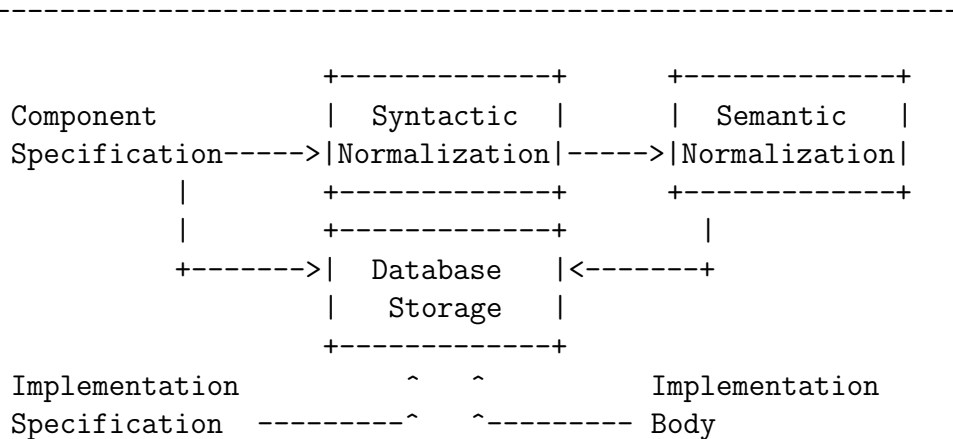 --------------------------------------------------------
                   +-------------+      +-------------+
Component          |  Syntactic  |      |  Semantic   |
Specification----->|Normalization|----->|Normalization|
          |        +-------------+      +-------------+
          |        +-------------+        |
          +------->|  Database   |<-------+
                   |   Storage   |
                   +-------------+
Implementation          ^   ^          Implementation
Specification  ---------^   ^--------- Body